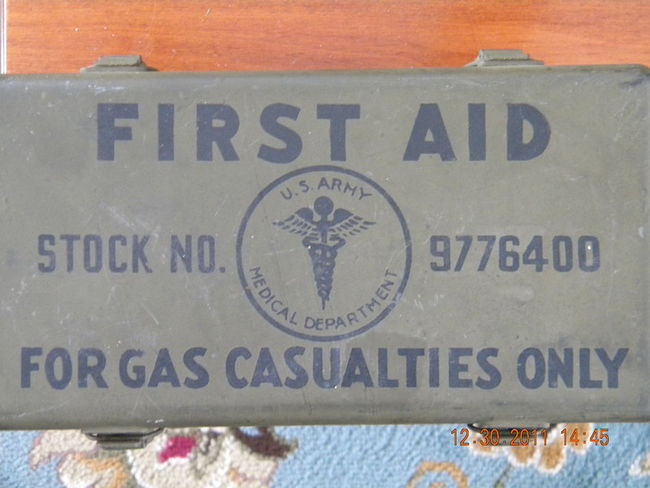 FIRST AID
U.S. ARMY
STOCK NO. 9776400
MEDICAL DEPARTMENT
FOR GAS CASUALTIES ONLY
12.30.2011 14:45